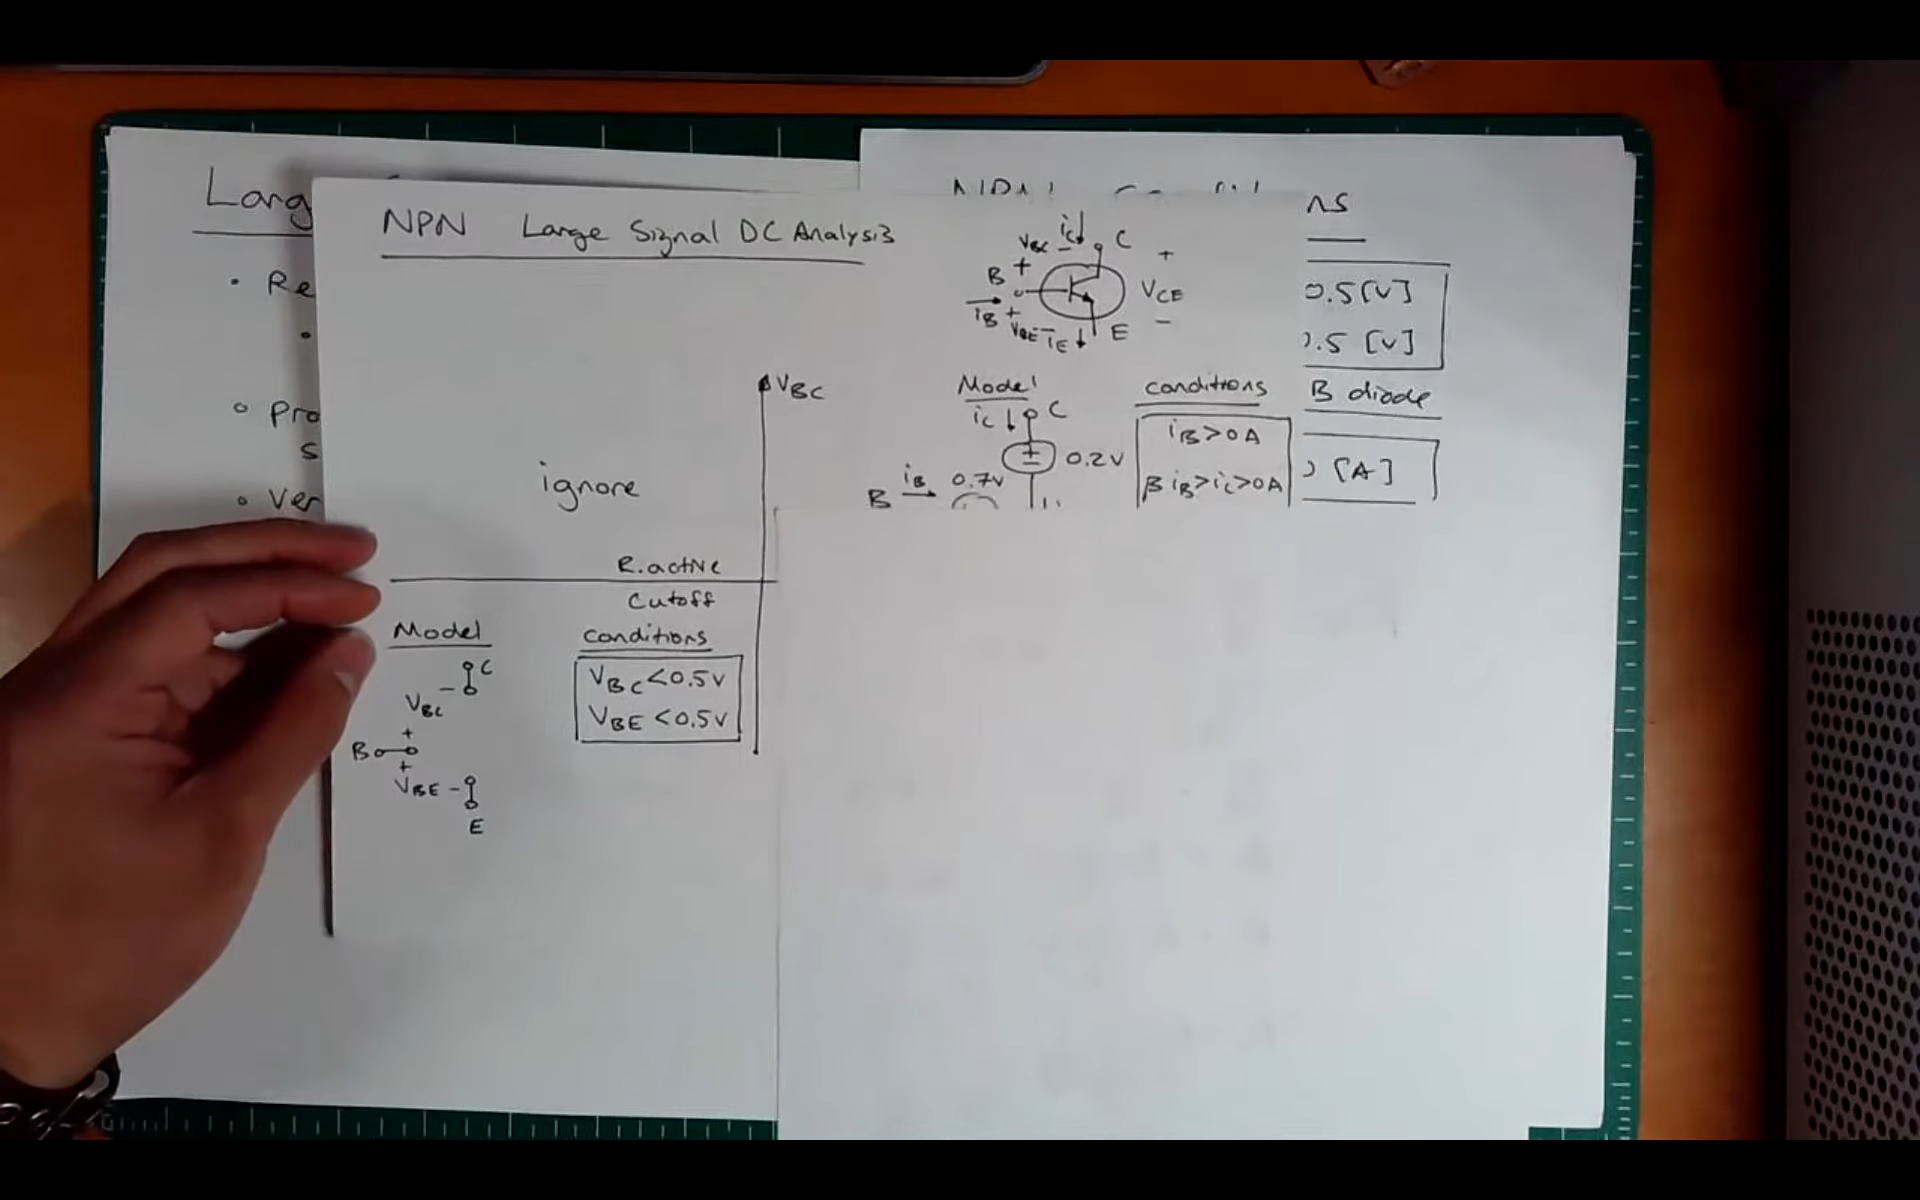 Larg
Re
Pro
S
Ver
NPN Large Signal DC Analysis
VBC
ignore
R.active
Cutoff
Model
C
VBC -
+
B
+
VBE -
E
conditions
VBC < 0.5V
VBE < 0.5V
iC
VBC - C
+
B
iB +
VBE - iE E
+
VCE
-
Model
iC C
+
-
0.2V
iB 0.7V
B
conditions
iB > 0A
β iB > iC > 0A
ns
0.5 [V]
.5 [V]
B diode
[A]